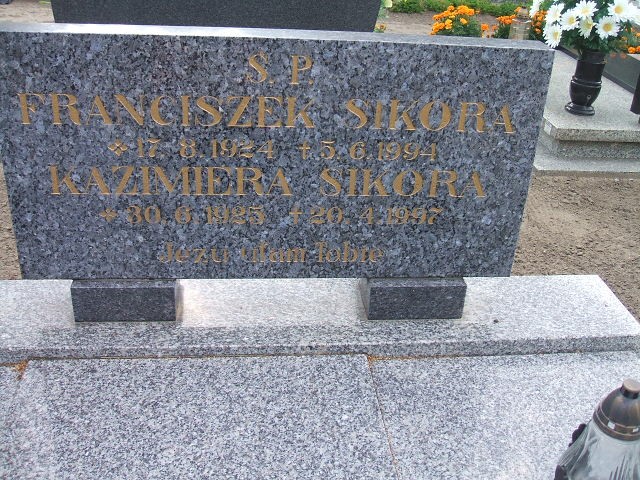 Ś. P.
FRANCISZEK SIKORA
* 17.8.1924 + 5.6.1994
KAZIMIERA SIKORA
* 30.6.1925 + 20.4.1997
Jezu ufam Tobie